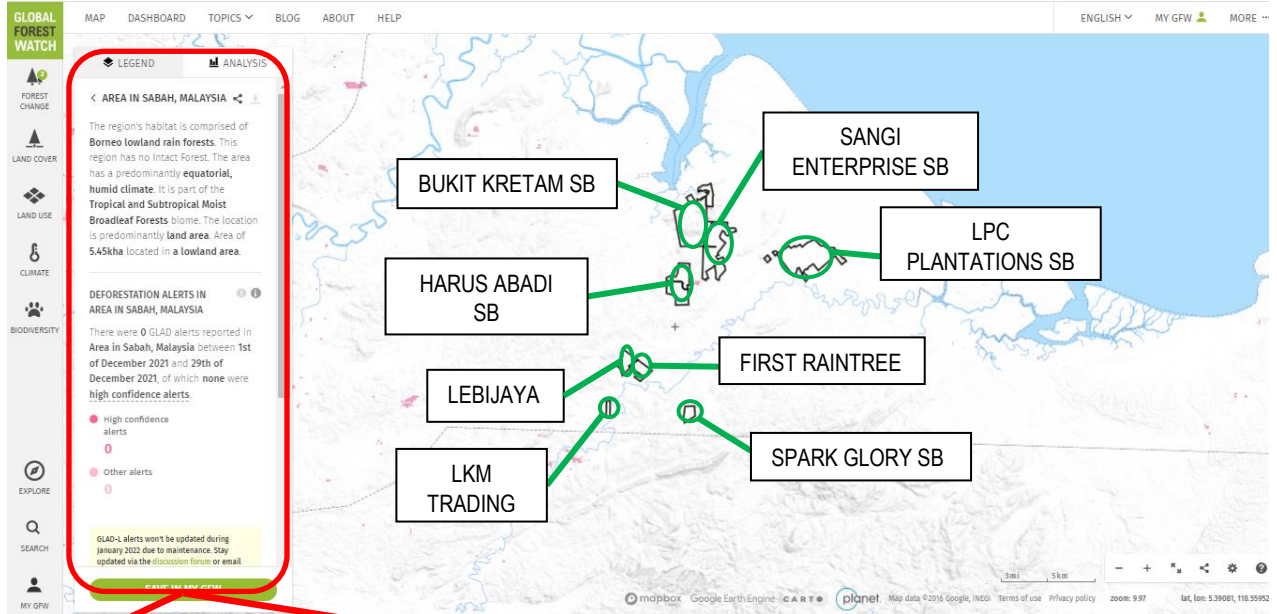 GLOBAL
FOREST
WATCH
MAP DASHBOARD TOPICS BLOG ABOUT HELP
ENGLISH MY GFW MORE
FOREST
CHANGE
2
LAND COVER
LAND USE
CLIMATE
BIODIVERSITY
EXPLORE
SEARCH
MY GFW
LEGEND ANALYSIS
AREA IN SABAH, MALAYSIA
The region's habitat is comprised of
Borneo lowland rain forests. This
region has no Intact Forest. The area
has a predominantly equatorial,
humid climate. It is part of the
Tropical and Subtropical Moist
Broadleaf Forests biome. The location
is predominantly land area. Area of
5.45kha located in a lowland area.
DEFORESTATION ALERTS IN
AREA IN SABAH, MALAYSIA
There were 0 GLAD alerts reported in
Area in Sabah, Malaysia between 1st
of December 2021 and 29th of
December 2021, of which none were
high confidence alerts.
High confidence
alerts
0
Other alerts
0
GLAD-L alerts won't be updated during
January 2022 due to maintenance. Stay
updated via the discussion forum or email
SAVE IN MY GFW
BUKIT KRETAM SB
SANGI
ENTERPRISE SB
LPC
PLANTATIONS SB
HARUS ABADI
SB
FIRST RAINTREE
LEBIJAYA
LKM
TRADING
SPARK GLORY SB
3mi 5km
mapbox Google Earth Engine CARTO planet. Map data ©2016 Google, INEGI Terms of use Privacy policy zoom: 9.97 lat, lon: 5.39081, 118.55952